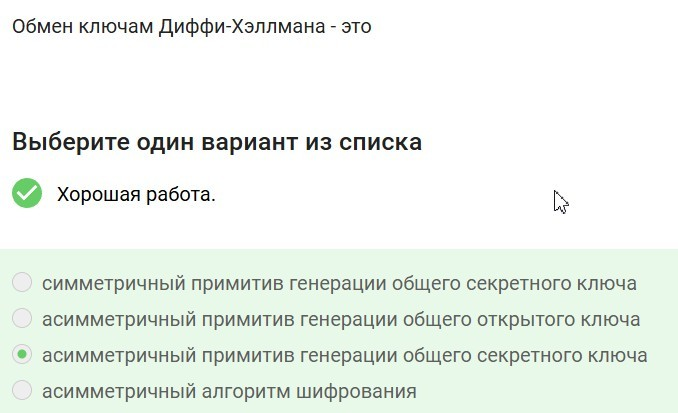 Обмен ключам Диффи-Хэллмана - это
Выберите один вариант из списка
Хорошая работа.
симметричный примитив генерации общего секретного ключа
асимметричный примитив генерации общего открытого ключа
асимметричный примитив генерации общего секретного ключа
асимметричный алгоритм шифрования